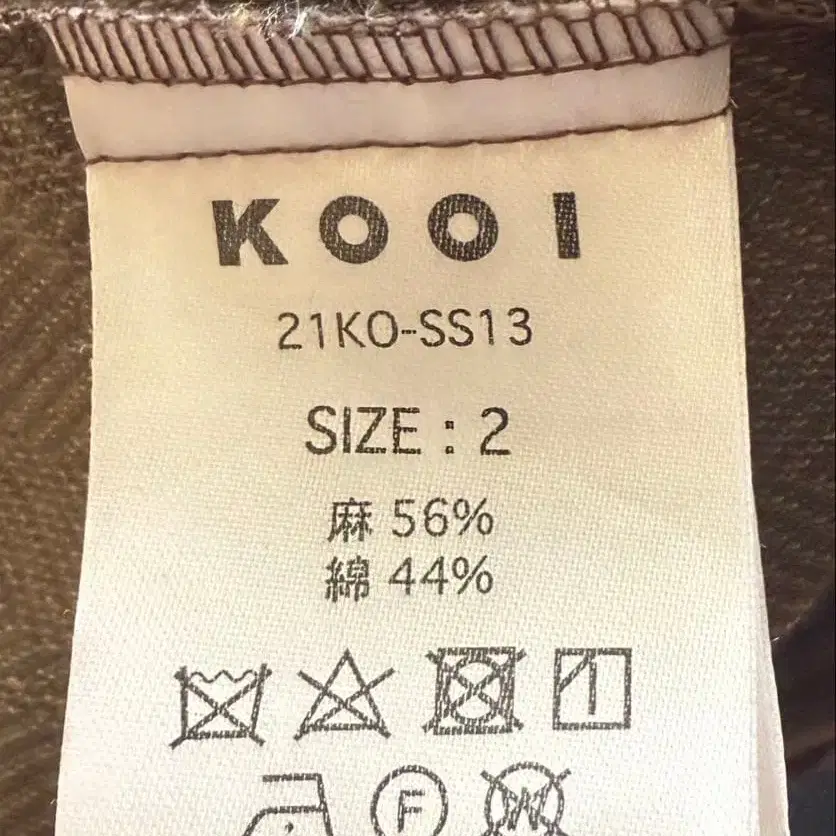 KOOI
21KO-SS13
SIZE : 2
麻 56%
綿 44%
F W